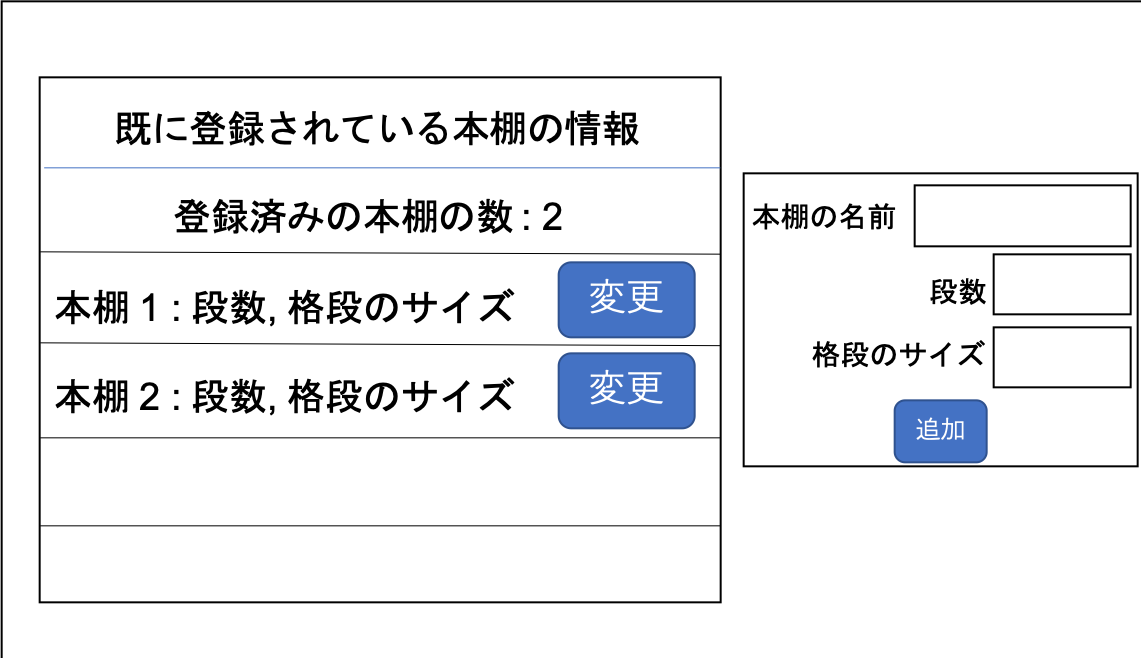 既に登録されている本棚の情報
登録済みの本棚の数 : 2
本棚 1 : 段数, 格段のサイズ
変更
本棚 2 : 段数, 格段のサイズ
変更
本棚の名前
段数
格段のサイズ
追加